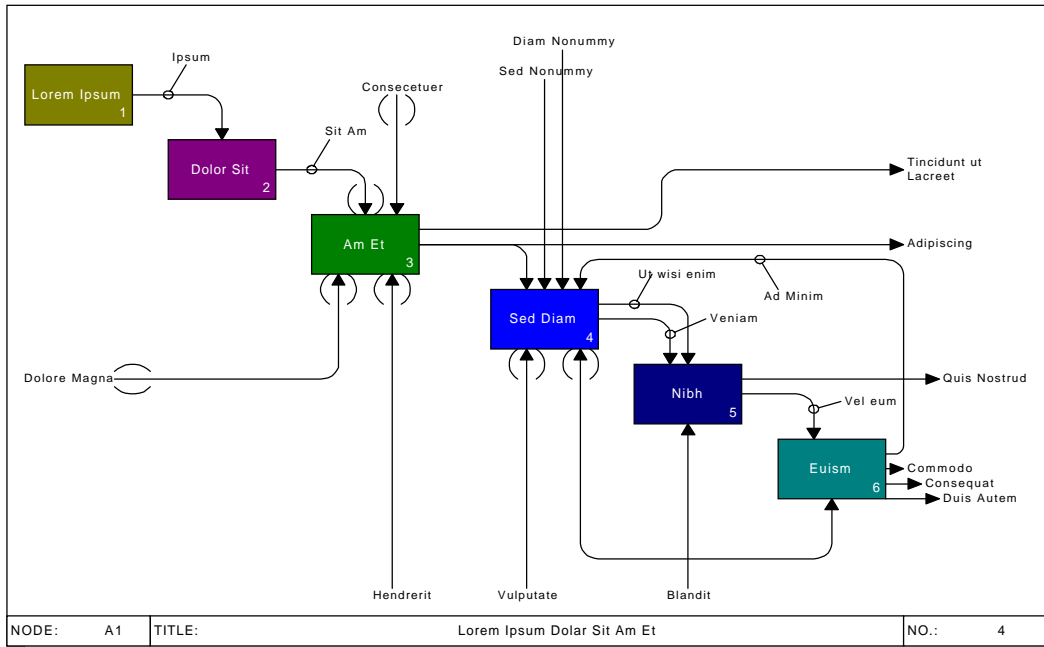 Diam Nonummy
Ipsum
Sed Nonummy
Consecetuer
Lorem Ipsum
1
Sit Am
Dolor Sit
2
Tincidunt ut
Lacreet
Am Et
3
Adipiscing
Ut wisi enim
Ad Minim
Sed Diam
4
Veniam
Dolore Magna
Quis Nostrud
Nibh
5
Vel eum
Euism
6
Commodo
Consequat
Duis Autem
Hendrerit
Vulputate
Blandit
NODE: A1 TITLE: Lorem Ipsum Dolar Sit Am Et NO.: 4